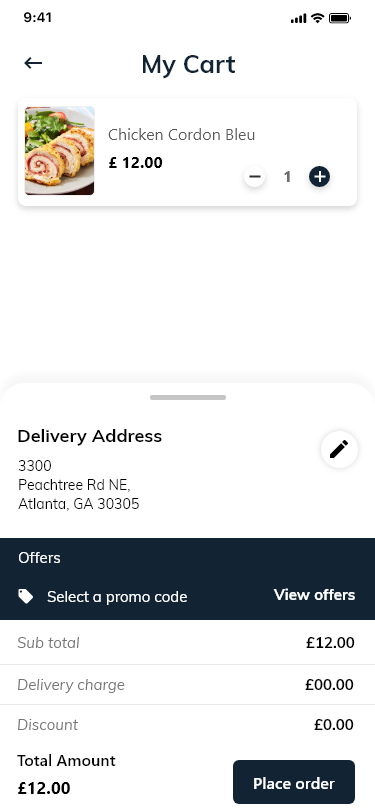 9:41
My Cart
Chicken Cordon Bleu
£ 12.00
1
Delivery Address
3300
Peachtree Rd NE,
Atlanta, GA 30305
Offers
Select a promo code View offers
Sub total £12.00
Delivery charge £00.00
Discount £0.00
Total Amount
£12.00
Place order